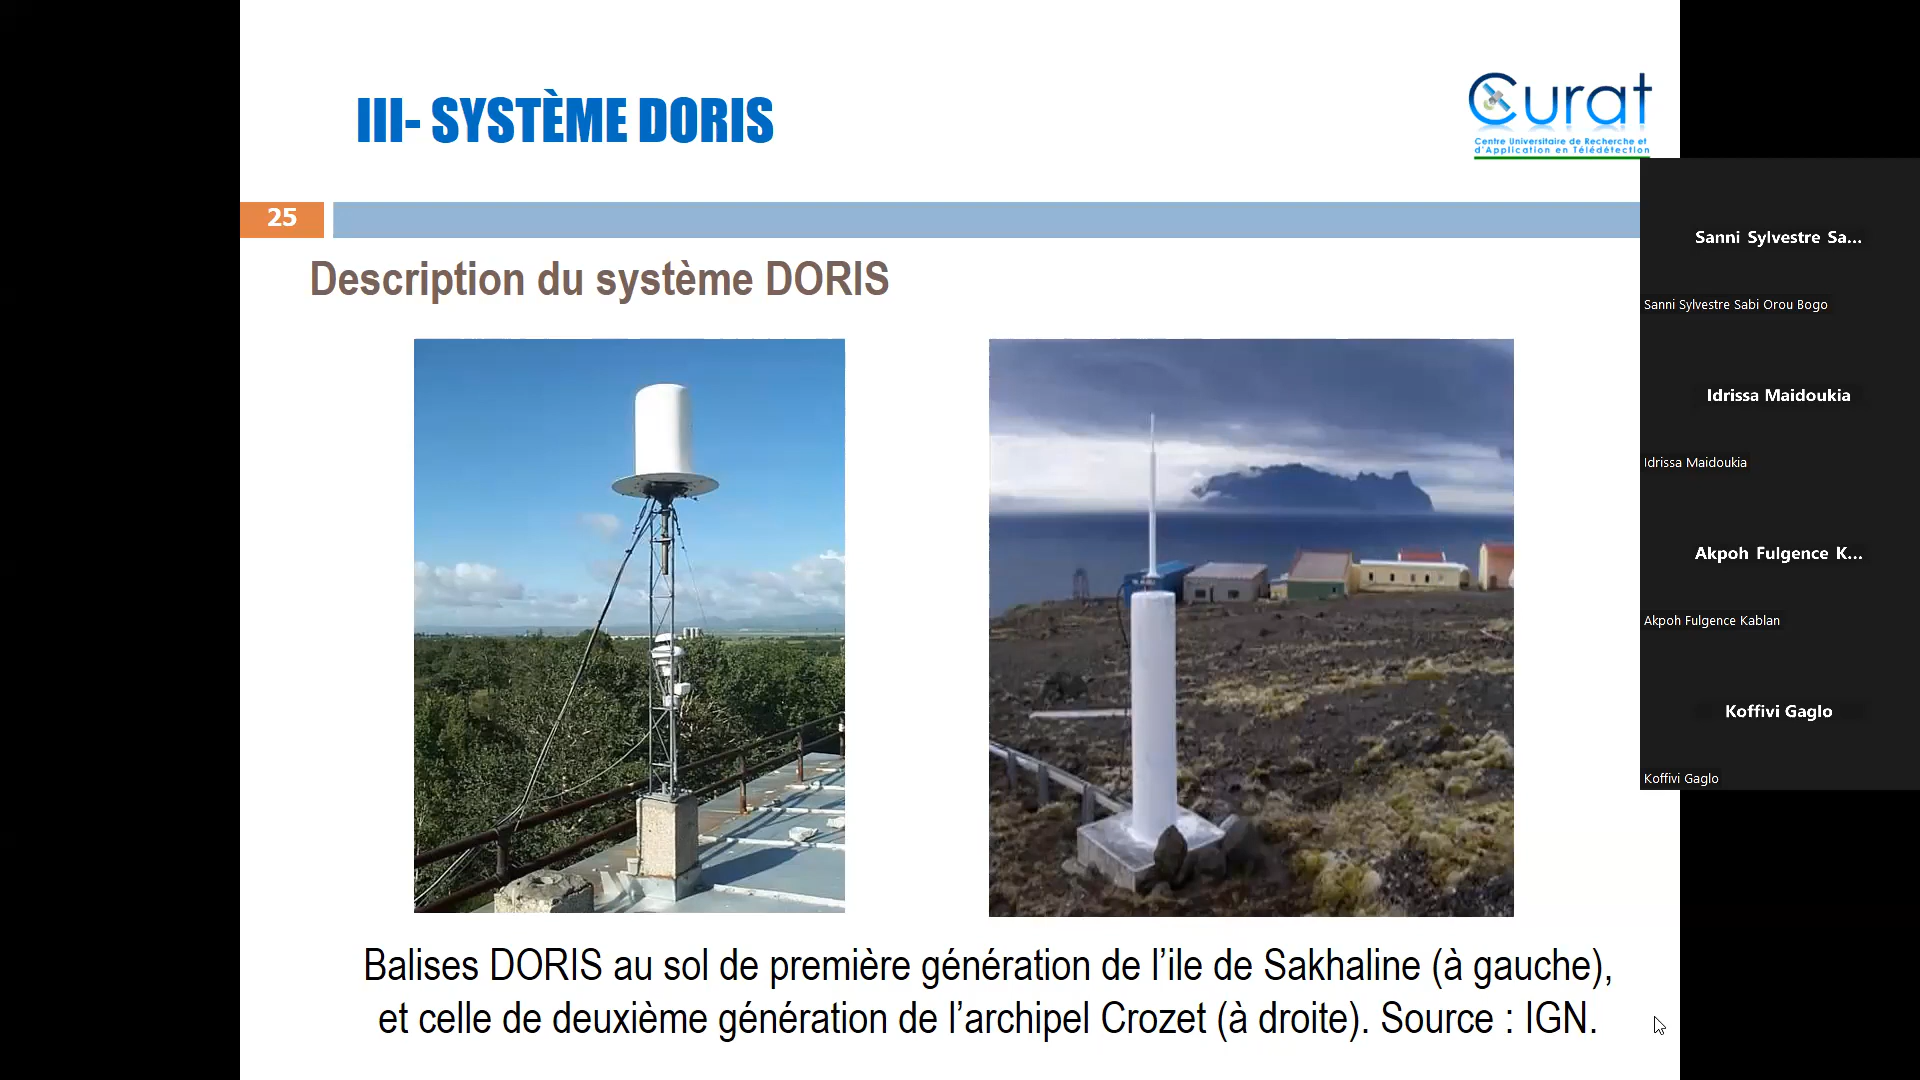 III- SYSTÈME DORIS
Curat
Centre Universitaire de Recherche et
d'Application en Télédétection
25
Description du système DORIS
Balises DORIS au sol de première génération de l’ile de Sakhaline (à gauche),
et celle de deuxième génération de l’archipel Crozet (à droite). Source : IGN.
Sanni Sylvestre Sa...
Sanni Sylvestre Sabi Orou Bogo
Idrissa Maidoukia
Idrissa Maidoukia
Akpoh Fulgence K...
Akpoh Fulgence Kablan
Koffivi Gaglo
Koffivi Gaglo